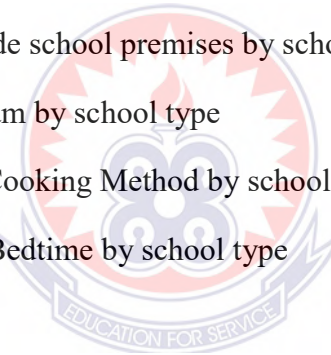 de school premises by scho
um by school type
Cooking Method by school
Bedtime by school type
EDUCATION FOR SERVICE